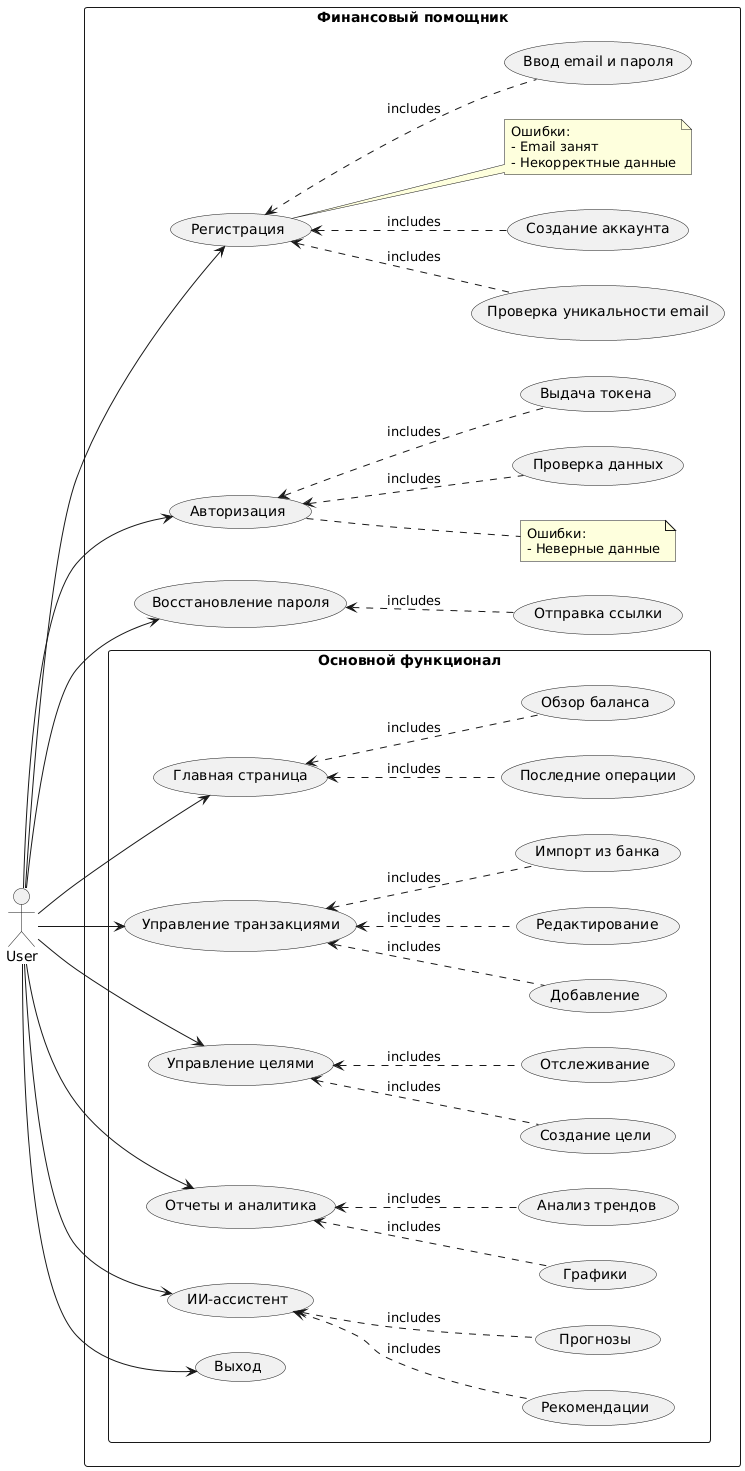 Финансовый помощник
Ввод email и пароля
includes
Ошибки:
- Email занят
- Некорректные данные
Регистрация
includes
Создание аккаунта
includes
Проверка уникальности email
Выдача токена
includes
Проверка данных
includes
Авторизация
Ошибки:
- Неверные данные
Восстановление пароля
includes
Отправка ссылки
Основной функционал
Обзор баланса
includes
Главная страница
includes
Последние операции
Импорт из банка
includes
Управление транзакциями
includes
Редактирование
includes
Добавление
User
Управление целями
includes
Отслеживание
includes
Создание цели
Отчеты и аналитика
includes
Анализ трендов
includes
Графики
ИИ-ассистент
includes
Прогнозы
includes
Выход
Рекомендации